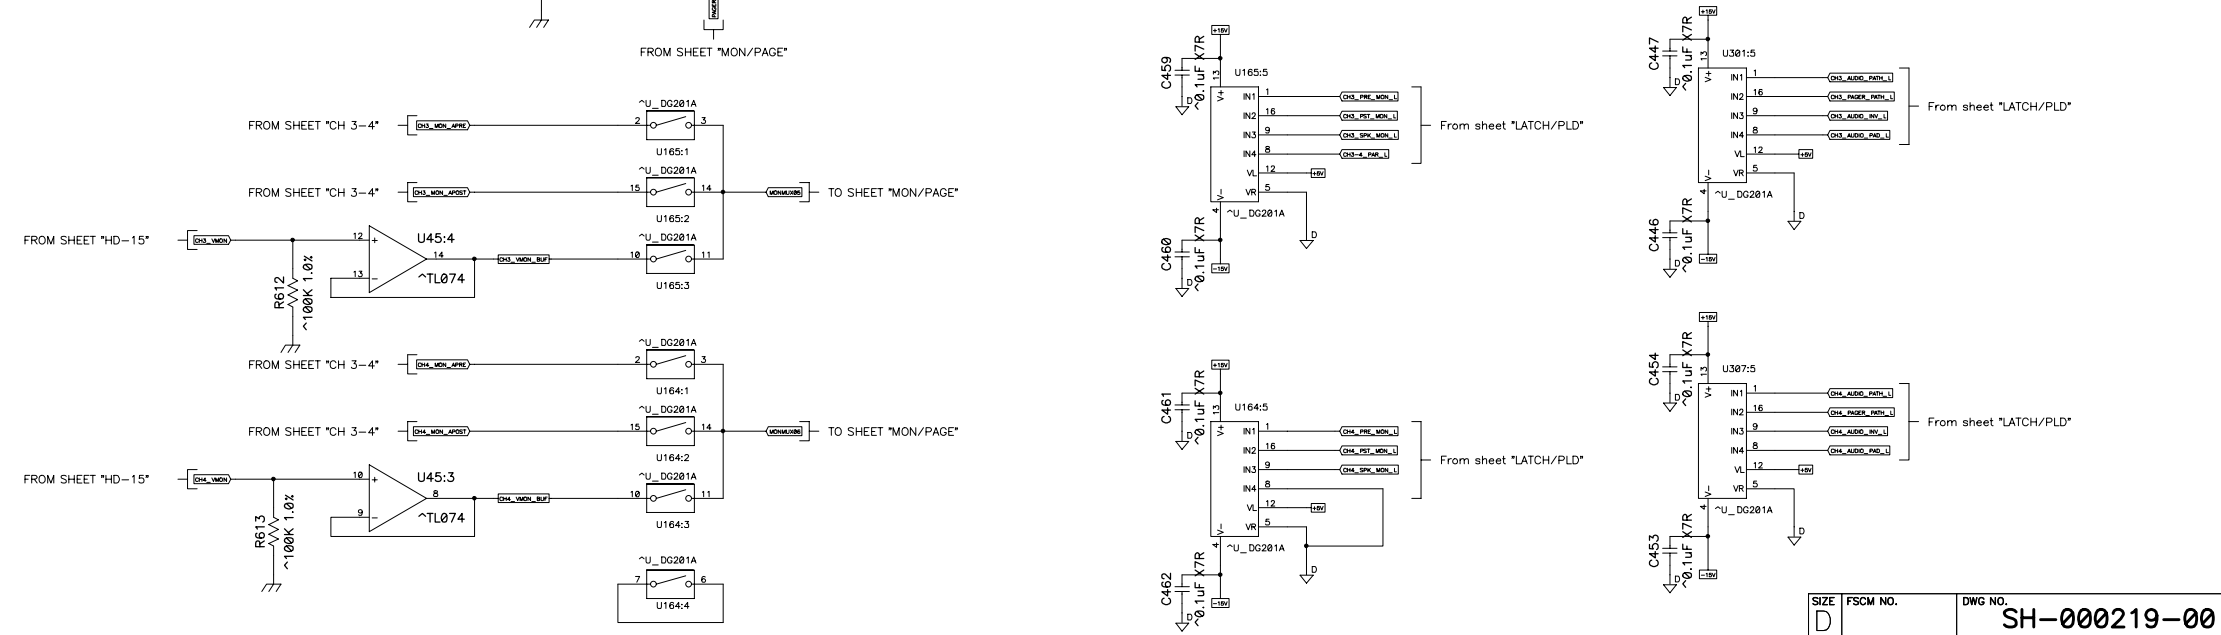 PAGER
FROM SHEET "MON/PAGE"
FROM SHEET "CH 3-4"
CH3_MON_APRE
^U_DG201A
2
3
U165:1
FROM SHEET "CH 3-4"
CH3_MON_APOST
^U_DG201A
15
14
U165:2
MONMUX05
TO SHEET "MON/PAGE"
FROM SHEET "HD-15"
CH3_VMON
12
+
13
-
14
U45:4
^TL074
CH3_VMON_BUF
^U_DG201A
10
11
U165:3
R612
^100K 1.0%
FROM SHEET "CH 3-4"
CH4_MON_APRE
^U_DG201A
2
3
U164:1
FROM SHEET "CH 3-4"
CH4_MON_APOST
^U_DG201A
15
14
U164:2
MONMUX06
TO SHEET "MON/PAGE"
FROM SHEET "HD-15"
CH4_VMON
10
+
9
-
8
U45:3
^TL074
CH4_VMON_BUF
^U_DG201A
10
11
U164:3
R613
^100K 1.0%
^U_DG201A
7
6
U164:4
+15V
C459
^0.1uF X7R
D
13
U165:5
V+
IN1 1 CH3_PRE_MON_L
IN2 16 CH3_PST_MON_L
IN3 9 CH3_SPK_MON_L
IN4 8 CH3-4_PAR_L
VL 12 +5V
VR 5
V-
4
^U_DG201A
D
From sheet "LATCH/PLD"
C460
^0.1uF X7R
D
-15V
+15V
C461
^0.1uF X7R
D
13
U164:5
V+
IN1 1 CH4_PRE_MON_L
IN2 16 CH4_PST_MON_L
IN3 9 CH4_SPK_MON_L
IN4 8
VL 12 +5V
VR 5
V-
4
^U_DG201A
D
From sheet "LATCH/PLD"
C462
^0.1uF X7R
D
-15V
+15V
C447
^0.1uF X7R
D
13
U301:5
V+
IN1 1 CH3_AUDIO_PATH_L
IN2 16 CH3_PAGER_PATH_L
IN3 9 CH3_AUDIO_INV_L
IN4 8 CH3_AUDIO_PAD_L
VL 12 +5V
VR 5
V-
4
^U_DG201A
D
From sheet "LATCH/PLD"
C446
^0.1uF X7R
D
-15V
+15V
C454
^0.1uF X7R
D
13
U307:5
V+
IN1 1 CH4_AUDIO_PATH_L
IN2 16 CH4_PAGER_PATH_L
IN3 9 CH4_AUDIO_INV_L
IN4 8 CH4_AUDIO_PAD_L
VL 12 +5V
VR 5
V-
4
^U_DG201A
D
From sheet "LATCH/PLD"
C453
^0.1uF X7R
D
-15V
SIZE
D
FSCM NO.
DWG NO.
SH-000219-00